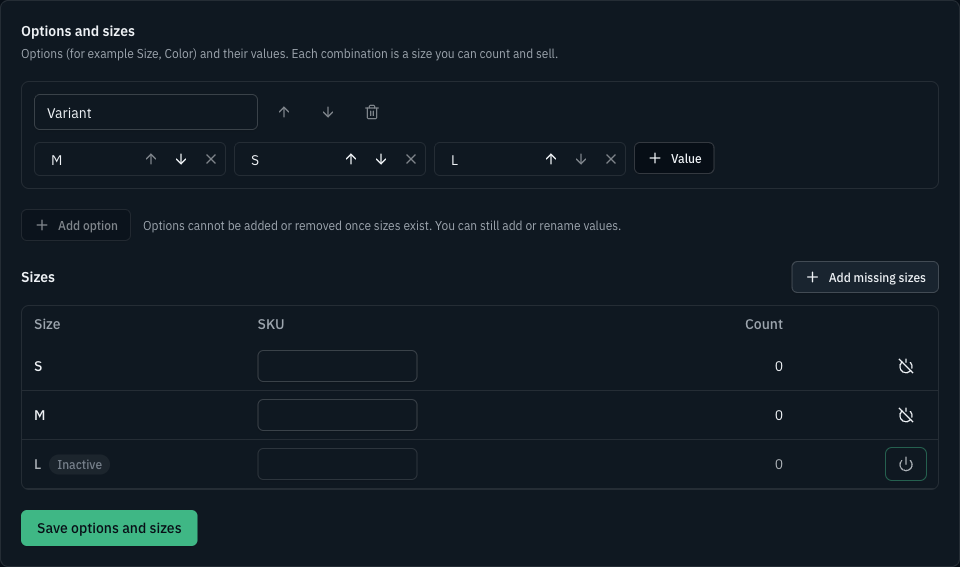 Options and sizes
Options (for example Size, Color) and their values. Each combination is a size you can count and sell.
Variant
M S L Value
Add option Options cannot be added or removed once sizes exist. You can still add or rename values.
Sizes Add missing sizes
Size SKU Count
S 0
M 0
L Inactive 0
Save options and sizes